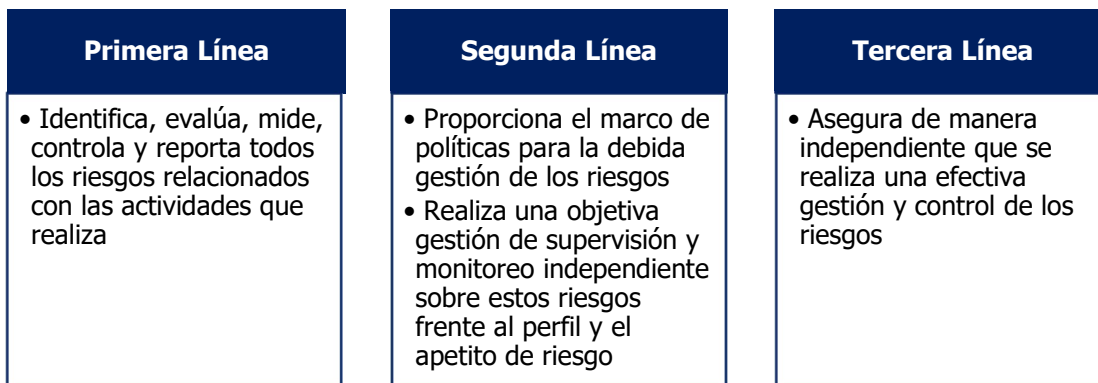 Primera Línea
• Identifica, evalúa, mide,
controla y reporta todos
los riesgos relacionados
con las actividades que
realiza
Segunda Línea
• Proporciona el marco de
políticas para la debida
gestión de los riesgos
• Realiza una objetiva
gestión de supervisión y
monitoreo independiente
sobre estos riesgos
frente al perfil y el
apetito de riesgo
Tercera Línea
• Asegura de manera
independiente que se
realiza una efectiva
gestión y control de los
riesgos